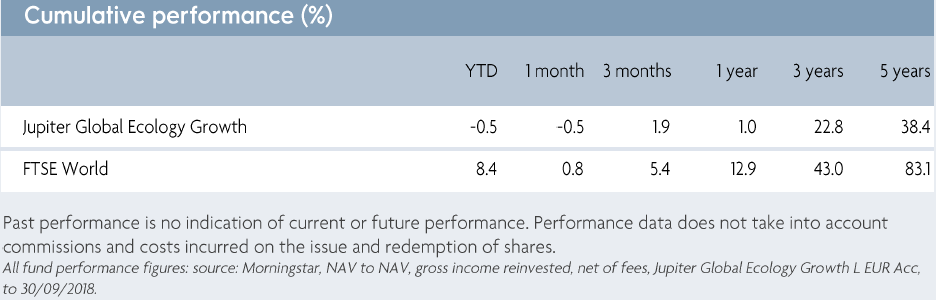 Cumulative performance (%)
YTD 1 month 3 months 1 year 3 years 5 years
Jupiter Global Ecology Growth -0.5 -0.5 1.9 1.0 22.8 38.4
FTSE World 8.4 0.8 5.4 12.9 43.0 83.1
Past performance is no indication of current or future performance. Performance data does not take into account
commissions and costs incurred on the issue and redemption of shares.
All fund performance figures: source: Morningstar, NAV to NAV, gross income reinvested, net of fees, Jupiter Global Ecology Growth L EUR Acc,
to 30/09/2018.